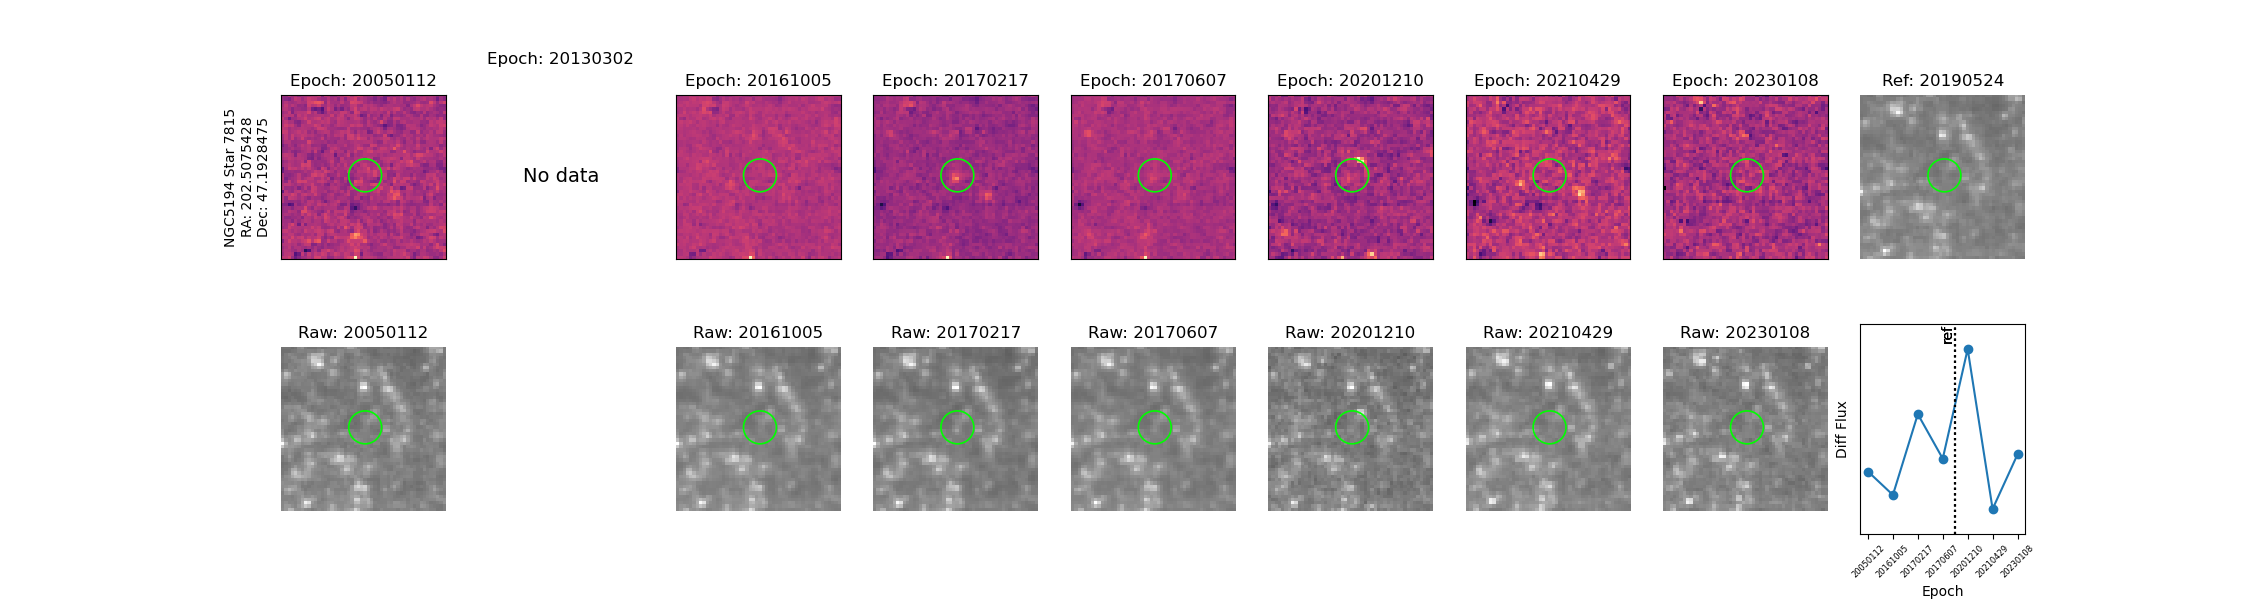 Epoch: 20130302
Epoch: 20050112
Epoch: 20161005
Epoch: 20170217
Epoch: 20170607
Epoch: 20201210
Epoch: 20210429
Epoch: 20230108
Ref: 20190524
NGC5194 Star 7815
RA: 202.5075428
Dec: 47.1928475
No data
Raw: 20050112
Raw: 20161005
Raw: 20170217
Raw: 20170607
Raw: 20201210
Raw: 20210429
Raw: 20230108
ref
Diff Flux
20050112
20161005
20170217
20170607
20201210
20210429
20230108
Epoch